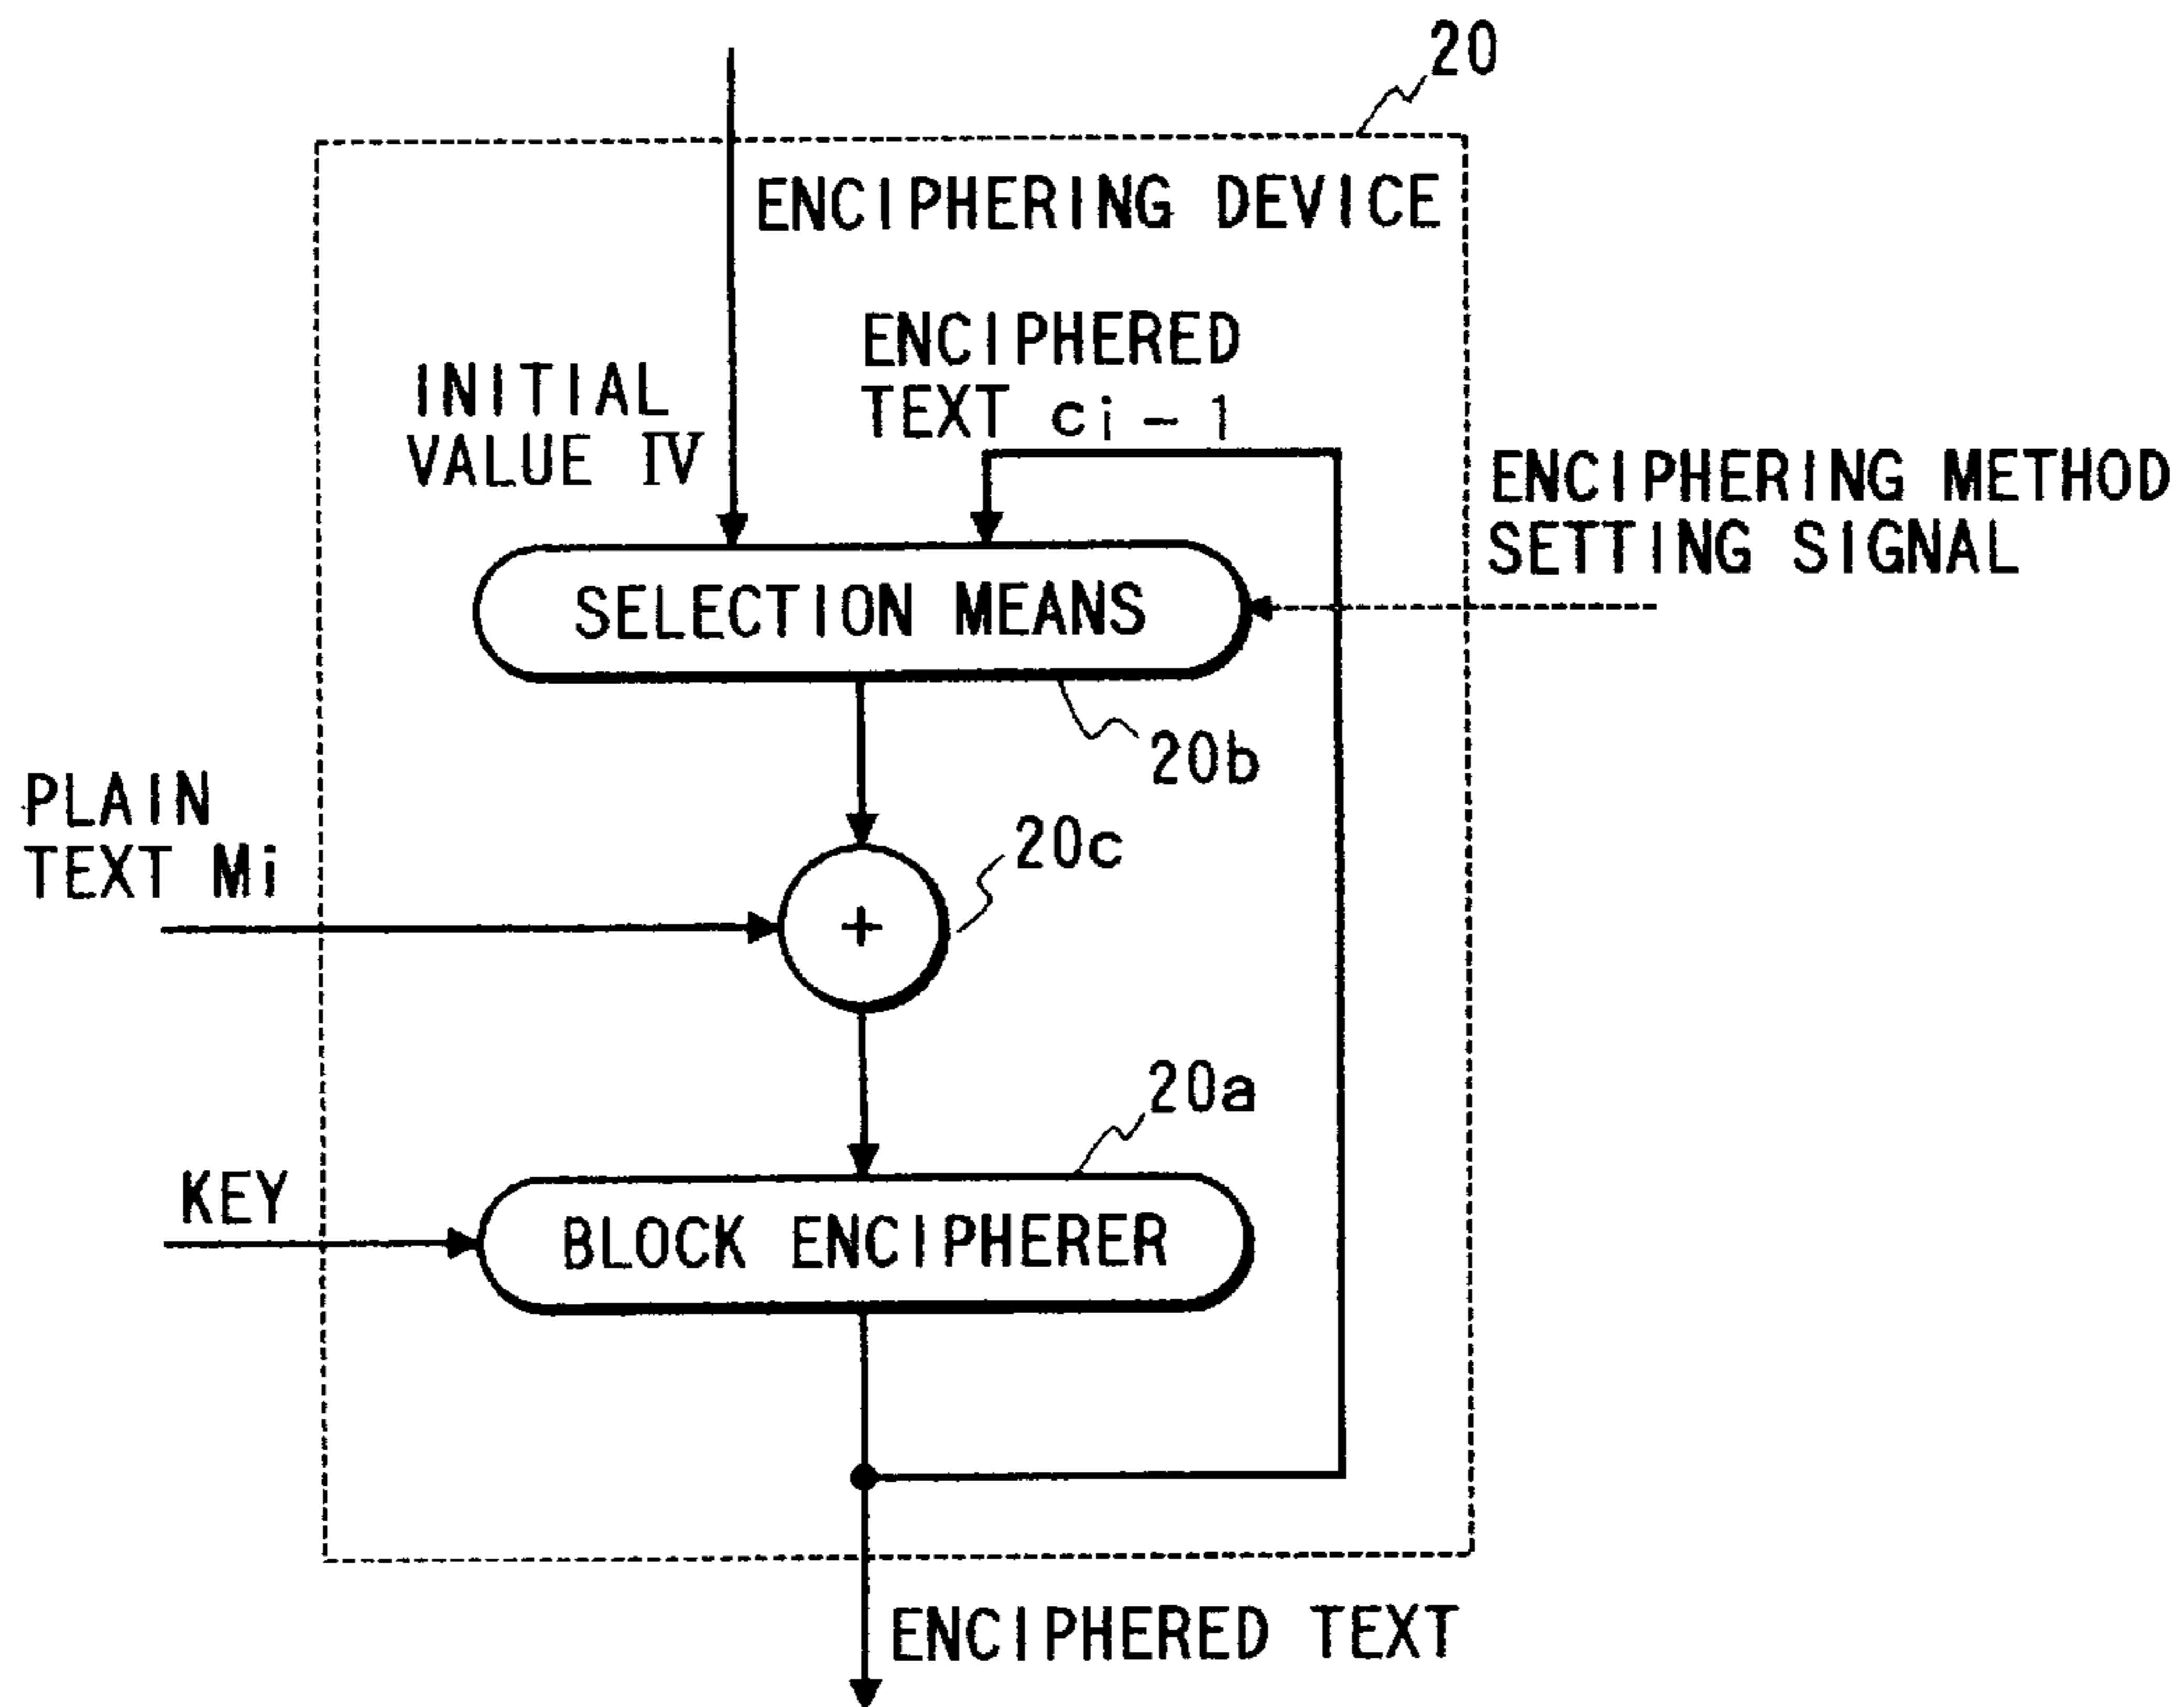 20
ENCIPHERING DEVICE
ENCIPHERED
TEXT ci-1
INITIAL
VALUE IV
ENCIPHERING METHOD
SETTING SIGNAL
SELECTION MEANS
20b
PLAIN
TEXT Mi
20c
+
20a
KEY
BLOCK ENCIPHERER
ENCIPHERED TEXT